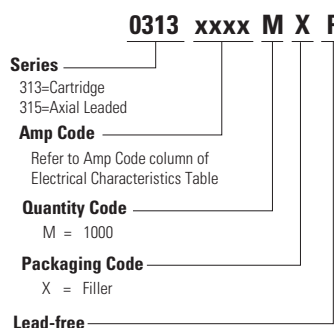 0313 xxxx M X
Series
313=Cartridge
315=Axial Leaded
Amp Code
Refer to Amp Code column of
Electrical Characteristics Table
Quantity Code
M = 1000
Packaging Code
X = Filler
Lead-free